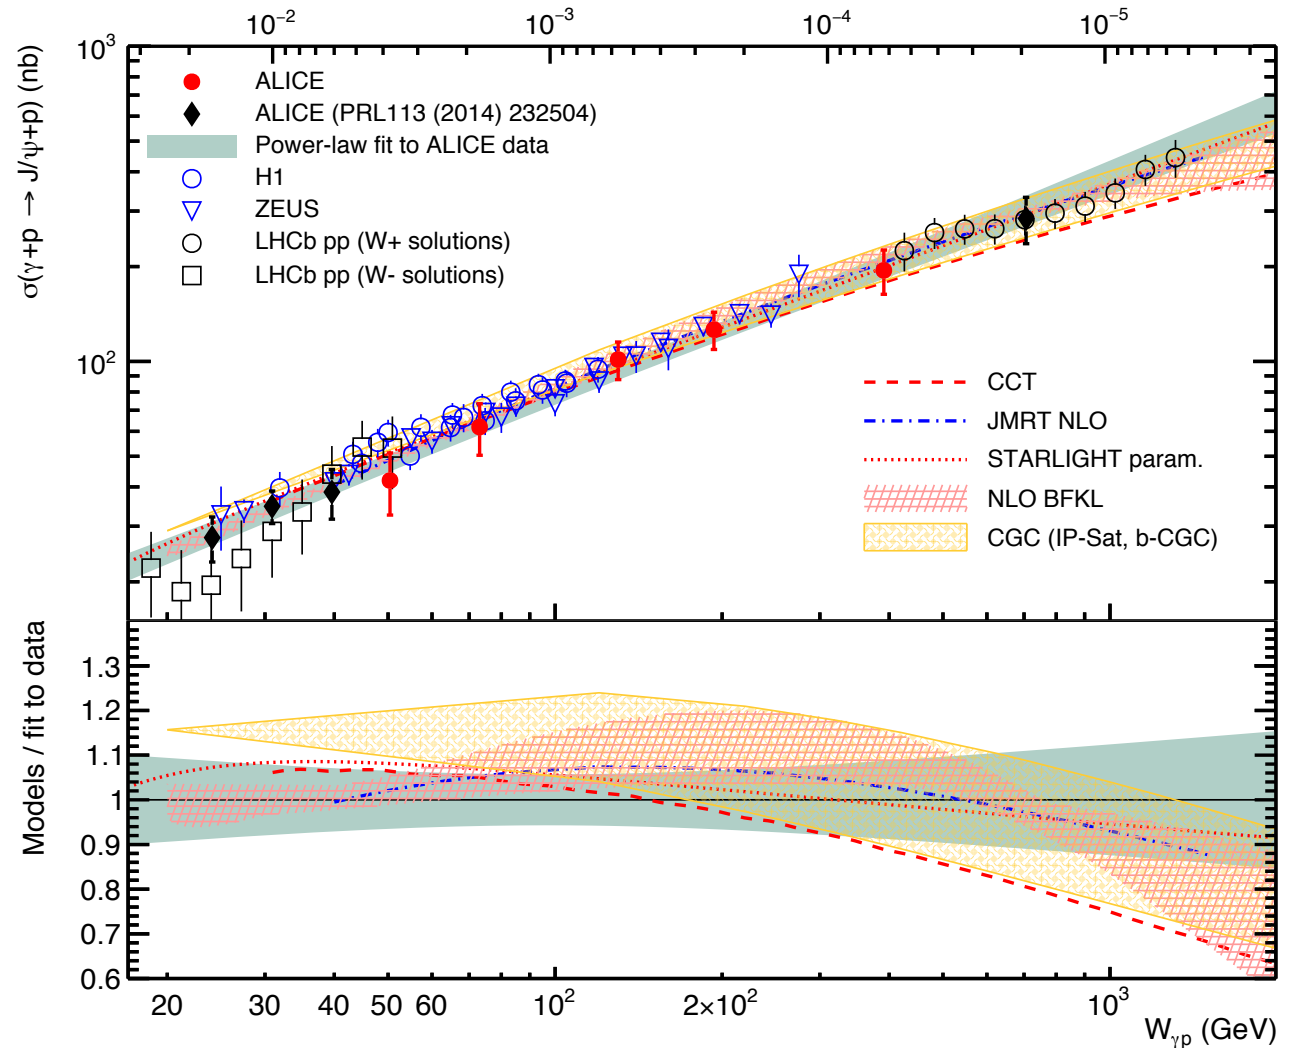 10⁻² 10⁻³ 10⁻⁴ 10⁻⁵
σ(γ+p → J/ψ+p) (nb)
10³
10²
ALICE
ALICE (PRL113 (2014) 232504)
Power-law fit to ALICE data
H1
ZEUS
LHCb pp (W+ solutions)
LHCb pp (W- solutions)
CCT
JMRT NLO
STARLIGHT param.
NLO BFKL
CGC (IP-Sat, b-CGC)
Models / fit to data
1.3
1.2
1.1
1
0.9
0.8
0.7
0.6
20 30 40 50 60 10² 2×10² 10³
W_γp (GeV)